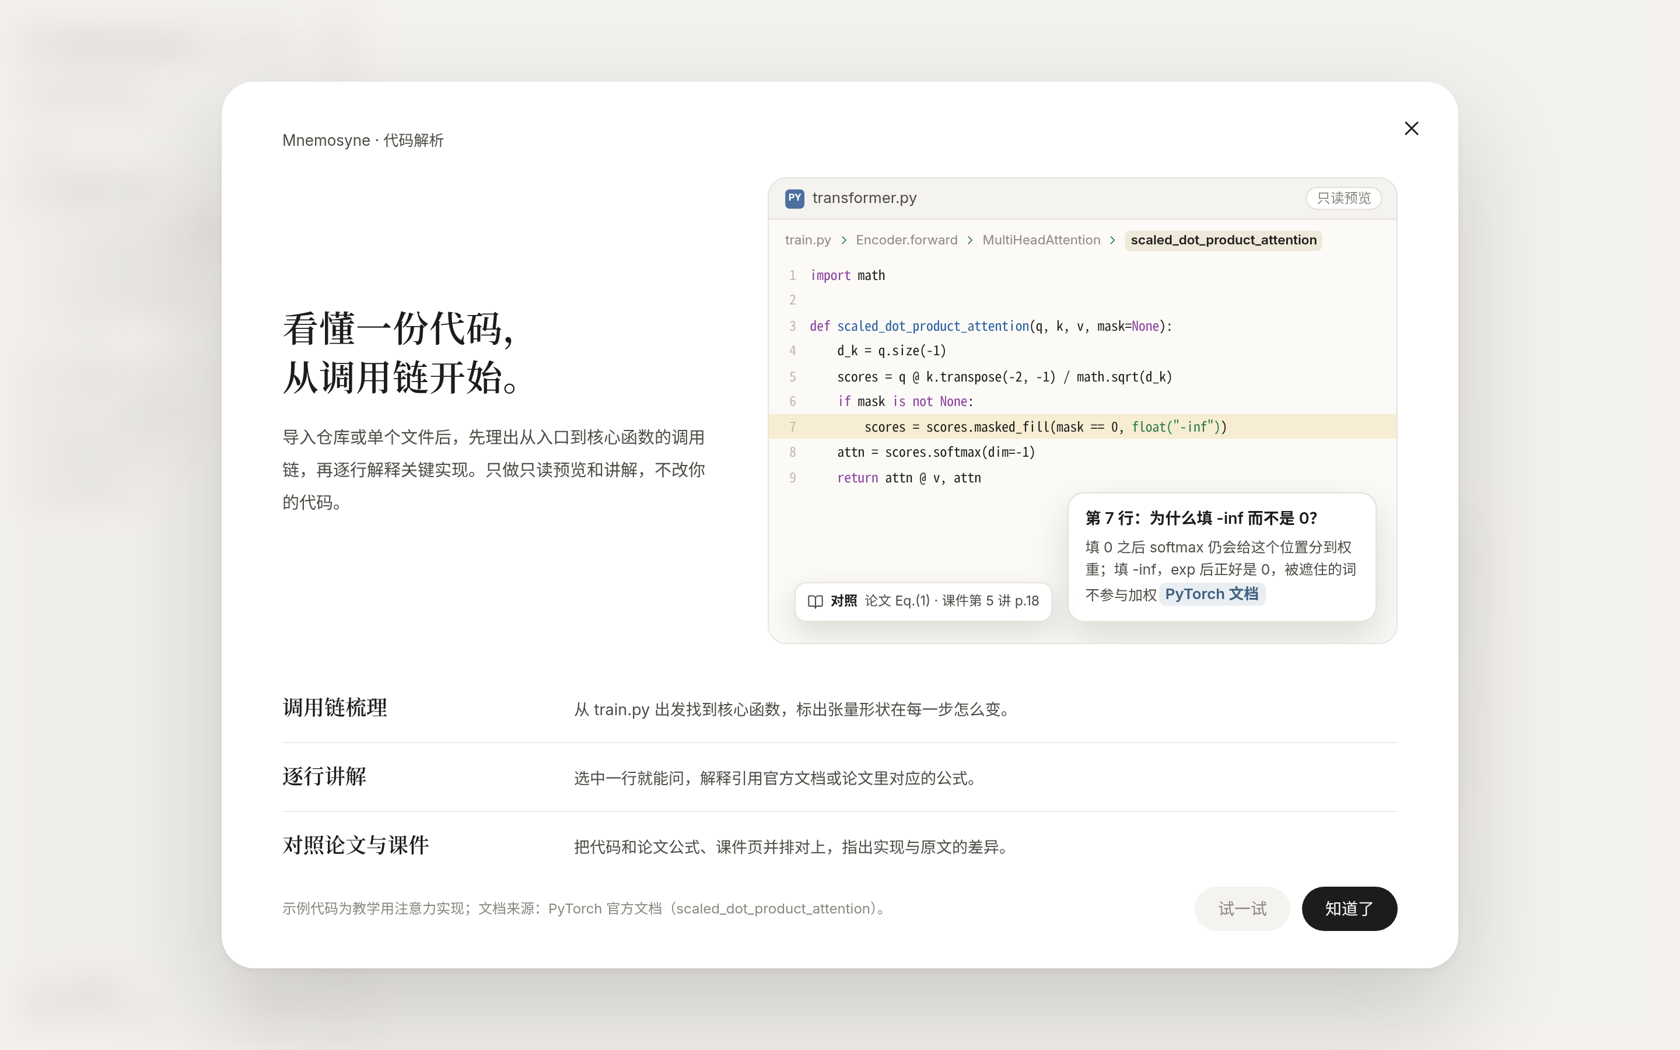 Mnemosyne · 代码解析
看懂一份代码，
从调用链开始。
导入仓库或单个文件后，先理出从入口到核心函数的调用
链，再逐行解释关键实现。只做只读预览和讲解，不改你
的代码。
PY transformer.py 只读预览
train.py > Encoder.forward > MultiHeadAttention > scaled_dot_product_attention
1 import math
2
3 def scaled_dot_product_attention(q, k, v, mask=None):
4     d_k = q.size(-1)
5     scores = q @ k.transpose(-2, -1) / math.sqrt(d_k)
6     if mask is not None:
7         scores = scores.masked_fill(mask == 0, float("-inf"))
8     attn = scores.softmax(dim=-1)
9     return attn @ v, attn
第 7 行：为什么填 -inf 而不是 0？
填 0 之后 softmax 仍会给这个位置分到权
重；填 -inf，exp 后正好是 0，被遮住的词
不参与加权 PyTorch 文档
对照 论文 Eq.(1) · 课件第 5 讲 p.18
调用链梳理 从 train.py 出发找到核心函数，标出张量形状在每一步怎么变。
逐行讲解 选中一行就能问，解释引用官方文档或论文里对应的公式。
对照论文与课件 把代码和论文公式、课件页并排对上，指出实现与原文的差异。
示例代码为教学用注意力实现；文档来源：PyTorch 官方文档（scaled_dot_product_attention）。
试一试 知道了